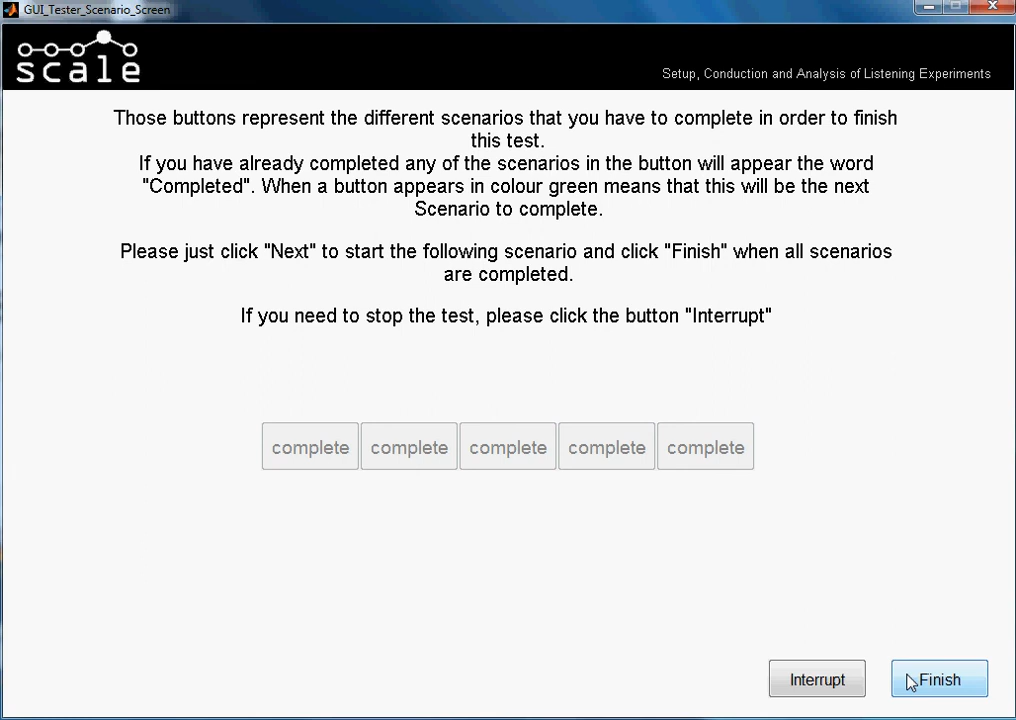 GUI_Tester_Scenario_Screen
scale
Setup, Conduction and Analysis of Listening Experiments
Those buttons represent the different scenarios that you have to complete in order to finish
this test.
If you have already completed any of the scenarios in the button will appear the word
"Completed". When a button appears in colour green means that this will be the next
Scenario to complete.
Please just click "Next" to start the following scenario and click "Finish" when all scenarios
are completed.
If you need to stop the test, please click the button "Interrupt"
complete complete complete complete complete
Interrupt Finish